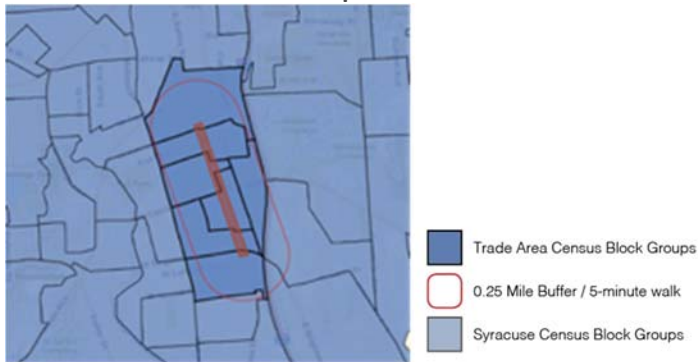 Trade Area Census Block Groups
0.25 Mile Buffer / 5-minute walk
Syracuse Census Block Groups